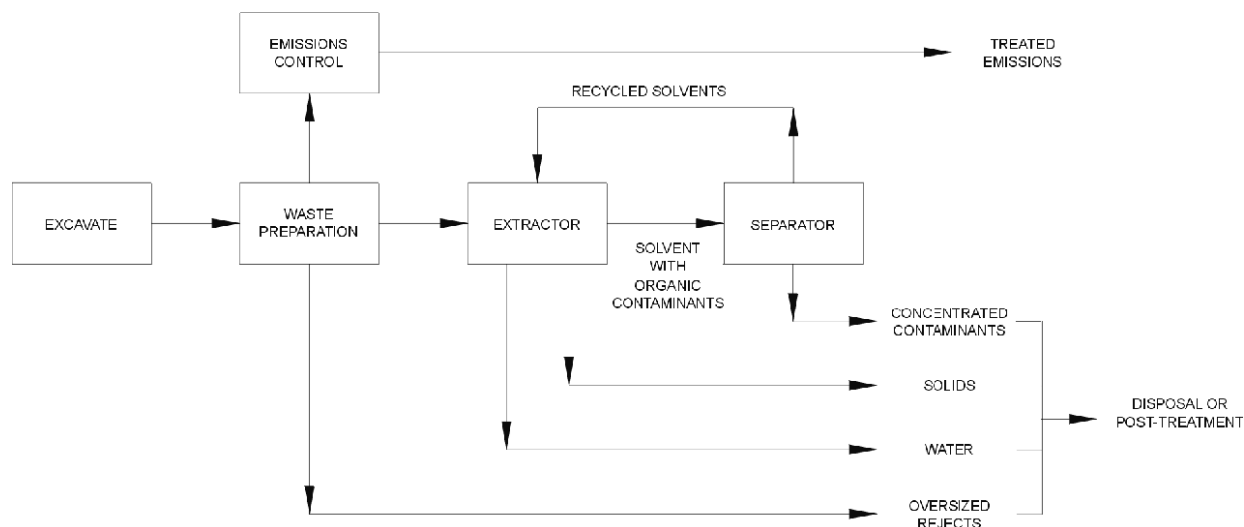 EMISSIONS
CONTROL
TREATED
EMISSIONS
RECYCLED SOLVENTS
EXCAVATE
WASTE
PREPARATION
EXTRACTOR
SEPARATOR
SOLVENT
WITH
ORGANIC
CONTAMINANTS
CONCENTRATED
CONTAMINANTS
SOLIDS
DISPOSAL OR
POST-TREATMENT
WATER
OVERSIZED
REJECTS